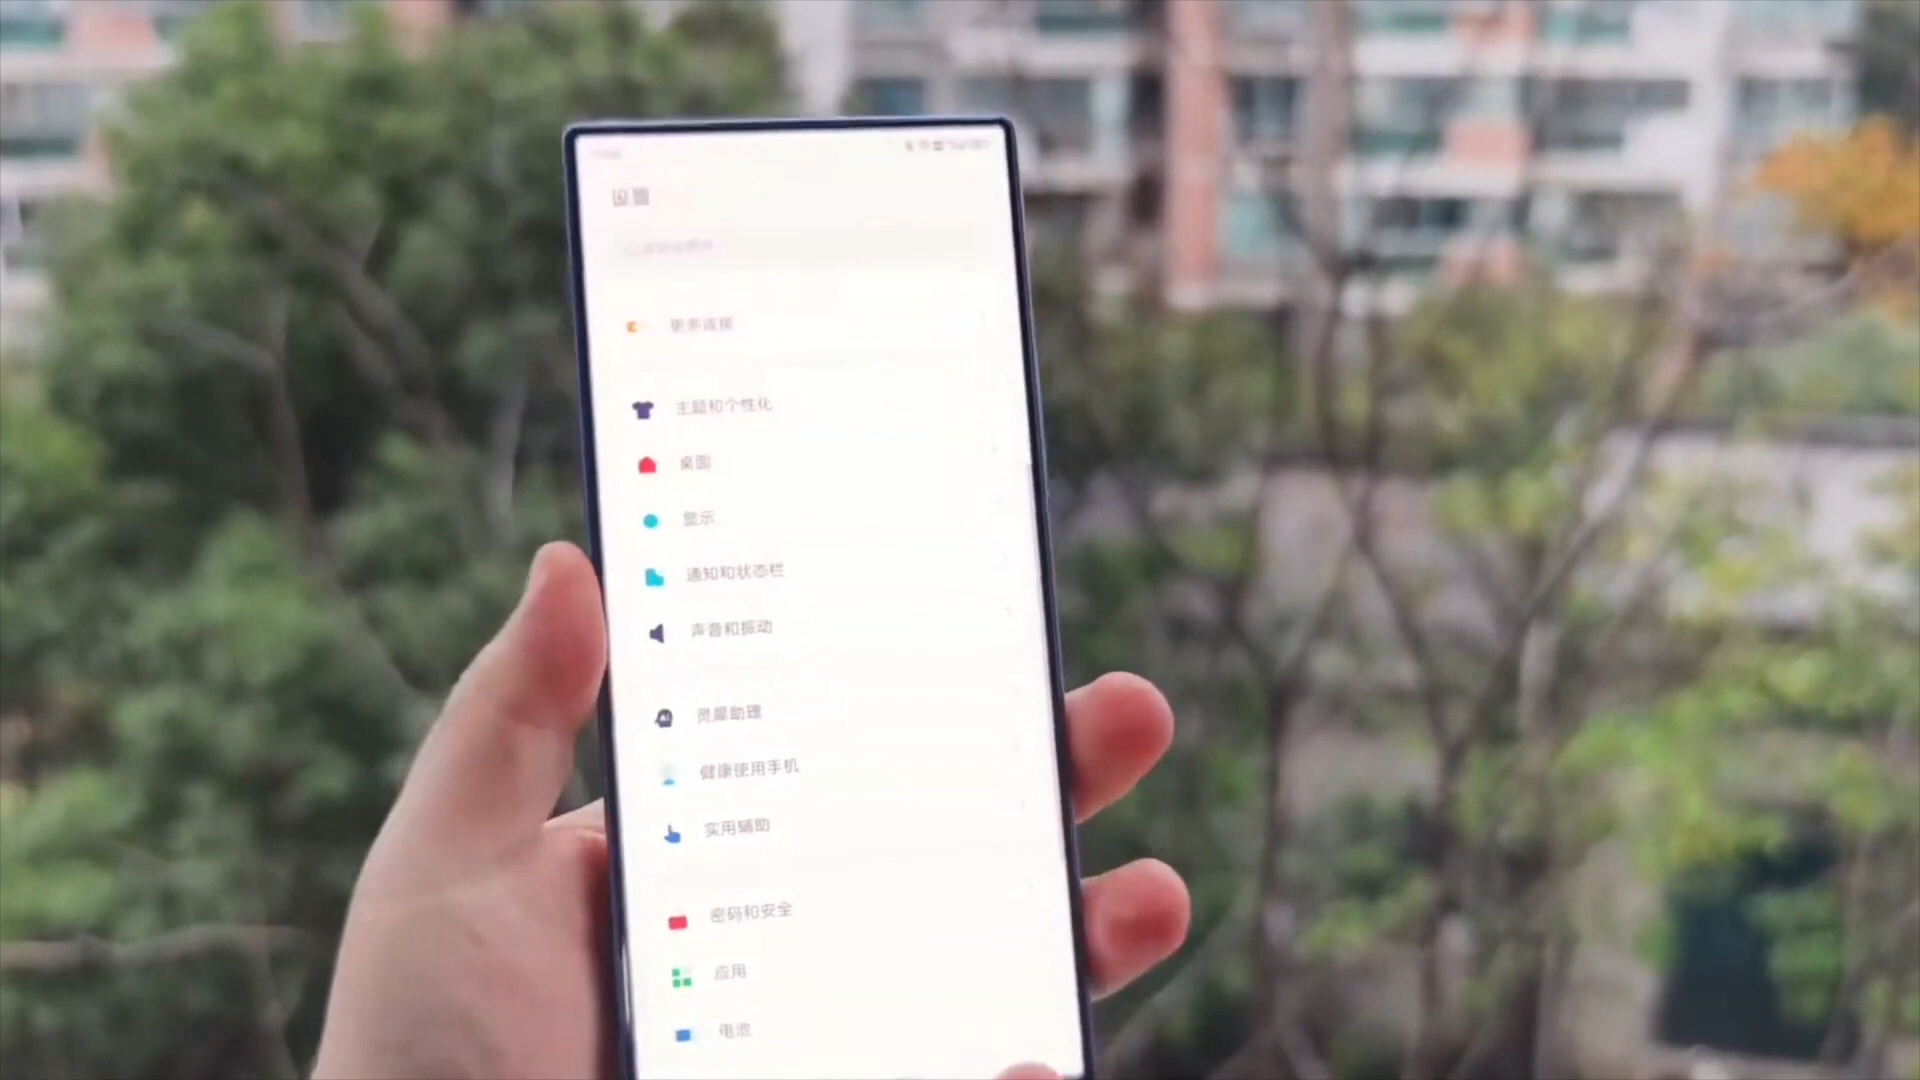 设置
更多连接
主题和个性化
桌面
显示
通知和状态栏
声音和振动
灵犀助理
健康使用手机
实用辅助
密码和安全
应用
电池